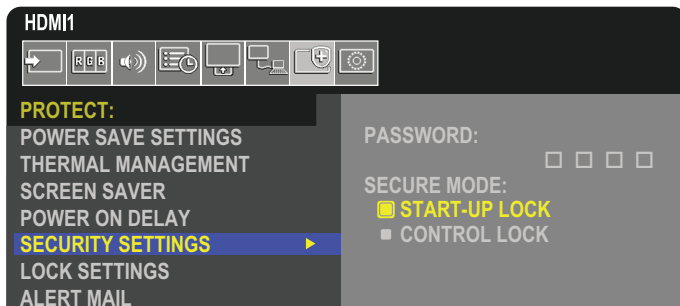 HDMI1
R G B
PROTECT:
POWER SAVE SETTINGS
THERMAL MANAGEMENT
SCREEN SAVER
POWER ON DELAY
SECURITY SETTINGS
LOCK SETTINGS
ALERT MAIL
PASSWORD:
SECURE MODE:
START-UP LOCK
CONTROL LOCK